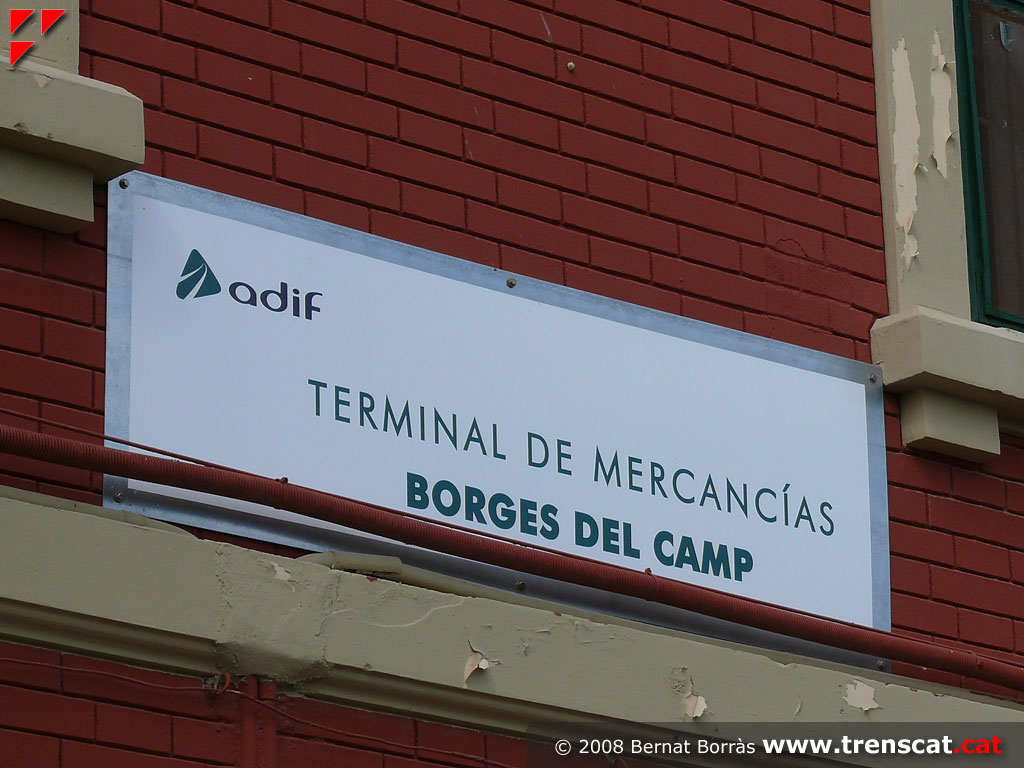 adif
TERMINAL DE MERCANCÍAS
BORGES DEL CAMP
© 2008 Bernat Borràs www.trenscat.cat